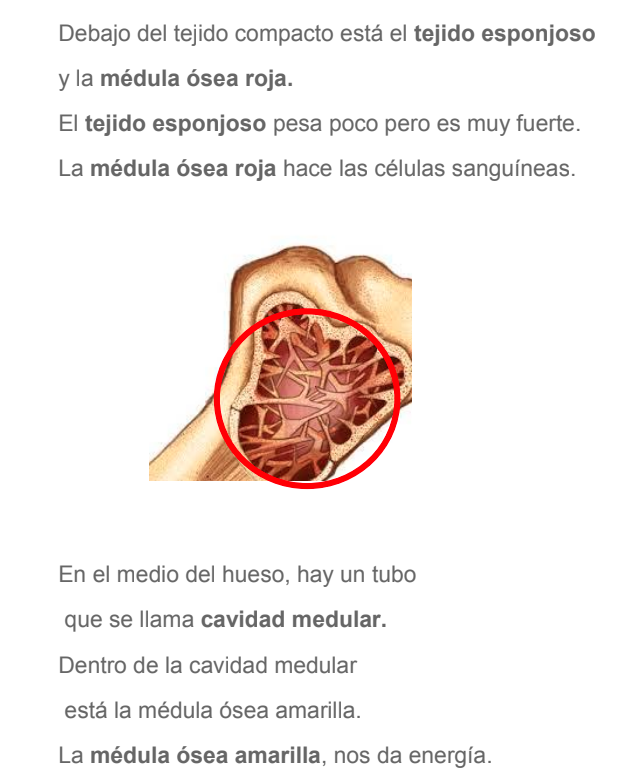 Debajo del tejido compacto está el tejido esponjoso
y la médula ósea roja.
El tejido esponjoso pesa poco pero es muy fuerte.
La médula ósea roja hace las células sanguíneas.
En el medio del hueso, hay un tubo
que se llama cavidad medular.
Dentro de la cavidad medular
está la médula ósea amarilla.
La médula ósea amarilla, nos da energía.